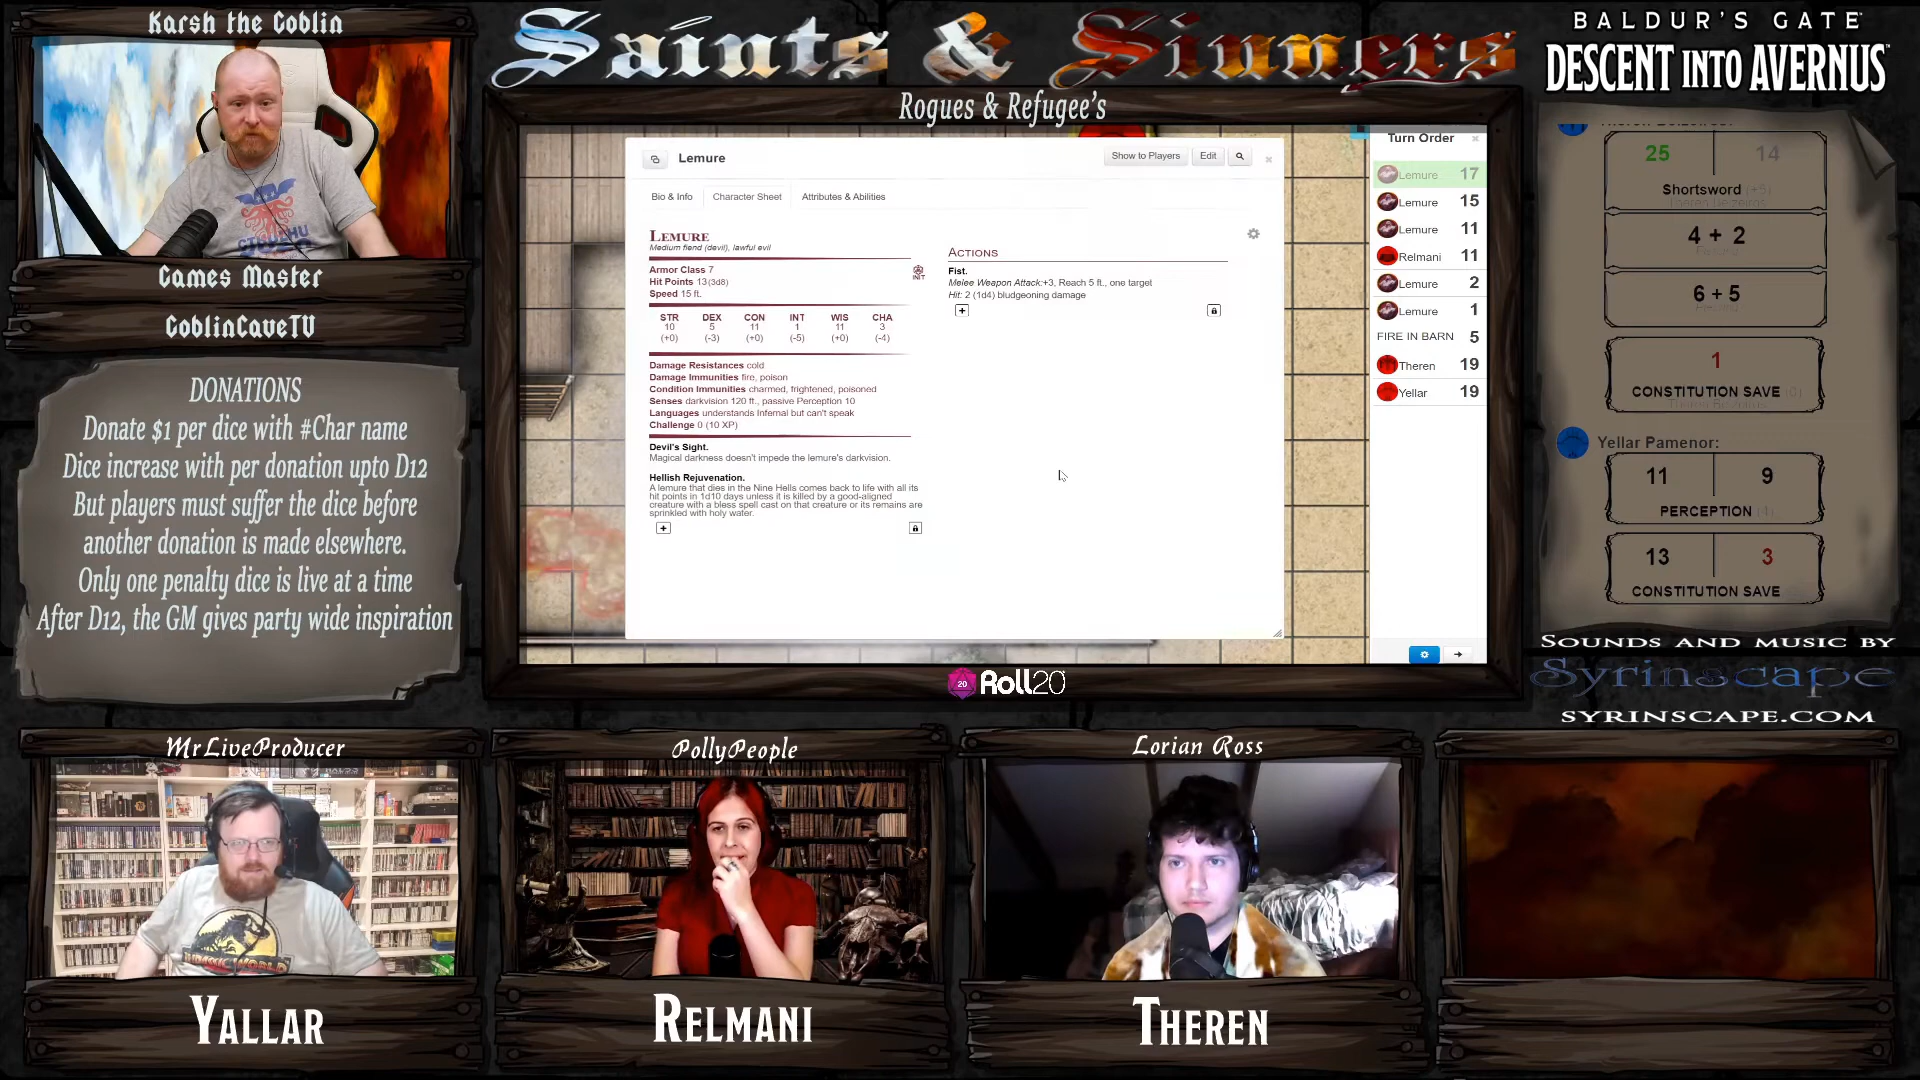 Karsh the Goblin
Games Master
GoblinCaveTV
DONATIONS
Donate $1 per dice with #Char name
Dice increase with per donation upto D12
But players must suffer the dice before
another donation is made elsewhere.
Only one penalty dice is live at a time
After D12, the GM gives party wide inspiration
Saints & Sinners
Rogues & Refugee's
Lemure
Show to Players
Edit
Bio & Info
Character Sheet
Attributes & Abilities
LEMURE
Medium fiend (devil), lawful evil
Armor Class 7
Hit Points 13 (3d8)
Speed 15 ft.
INIT
STR DEX CON INT WIS CHA
10 5 11 1 11 3
(+0) (-3) (+0) (-5) (+0) (-4)
Damage Resistances cold
Damage Immunities fire, poison
Condition Immunities charmed, frightened, poisoned
Senses darkvision 120 ft., passive Perception 10
Languages understands Infernal but can't speak
Challenge 0 (10 XP)
Devil's Sight.
Magical darkness doesn't impede the lemure's darkvision.
Hellish Rejuvenation.
A lemure that dies in the Nine Hells comes back to life with all its
hit points in 1d10 days unless it is killed by a good-aligned
creature with a bless spell cast on that creature or its remains are
sprinkled with holy water.
ACTIONS
Fist.
Melee Weapon Attack:+3, Reach 5 ft., one target
Hit: 2 (1d4) bludgeoning damage
Turn Order
Lemure 17
Lemure 15
Lemure 11
Relmani 11
Lemure 2
Lemure 1
FIRE IN BARN 5
Theren 19
Yellar 19
20 Roll20
BALDUR'S GATE
DESCENT INTO AVERNUS™
25 14
Shortsword (+5)
4 + 2
6 + 5
1
CONSTITUTION SAVE (0)
Yellar Pamenor:
11 9
PERCEPTION (4)
13 3
CONSTITUTION SAVE
SOUNDS AND MUSIC BY
Syrinscape
SYRINSCAPE.COM
MrLiveProducer
JURASSIC WORLD
YALLAR
PollyPeople
RELMANI
Lorian Ross
THEREN